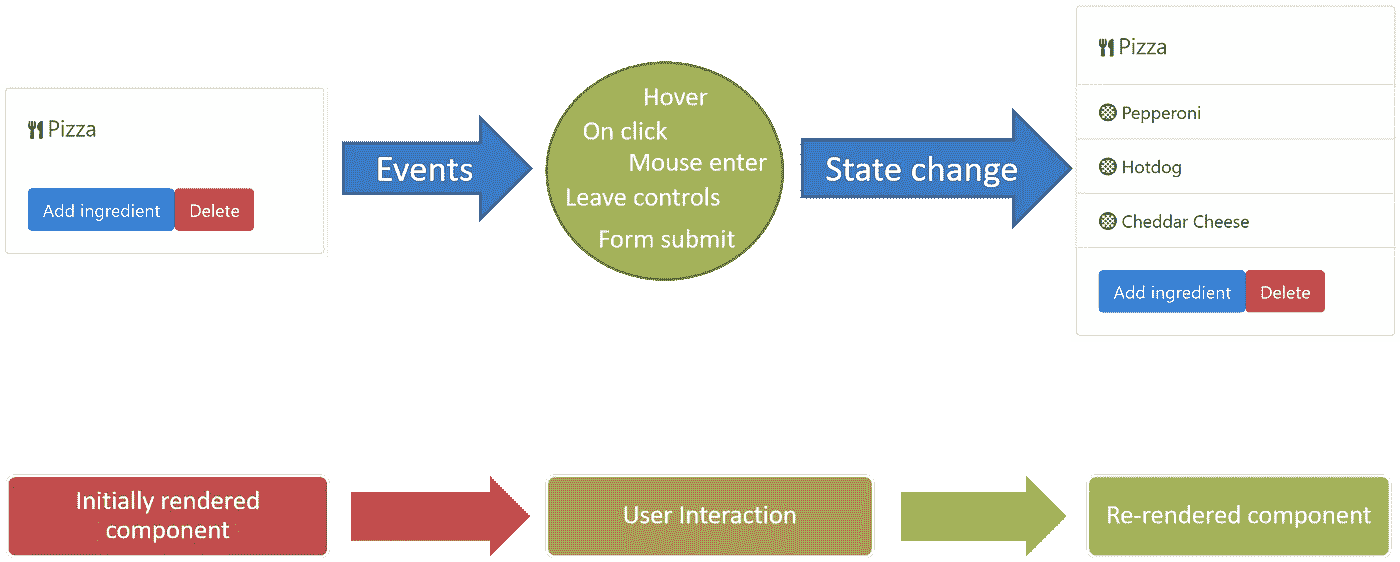 Pizza
Add ingredient Delete
Events
Hover
On click
Mouse enter
Leave controls
Form submit
State change
Pizza
Pepperoni
Hotdog
Cheddar Cheese
Add ingredient Delete
Initially rendered
component
User Interaction
Re-rendered component